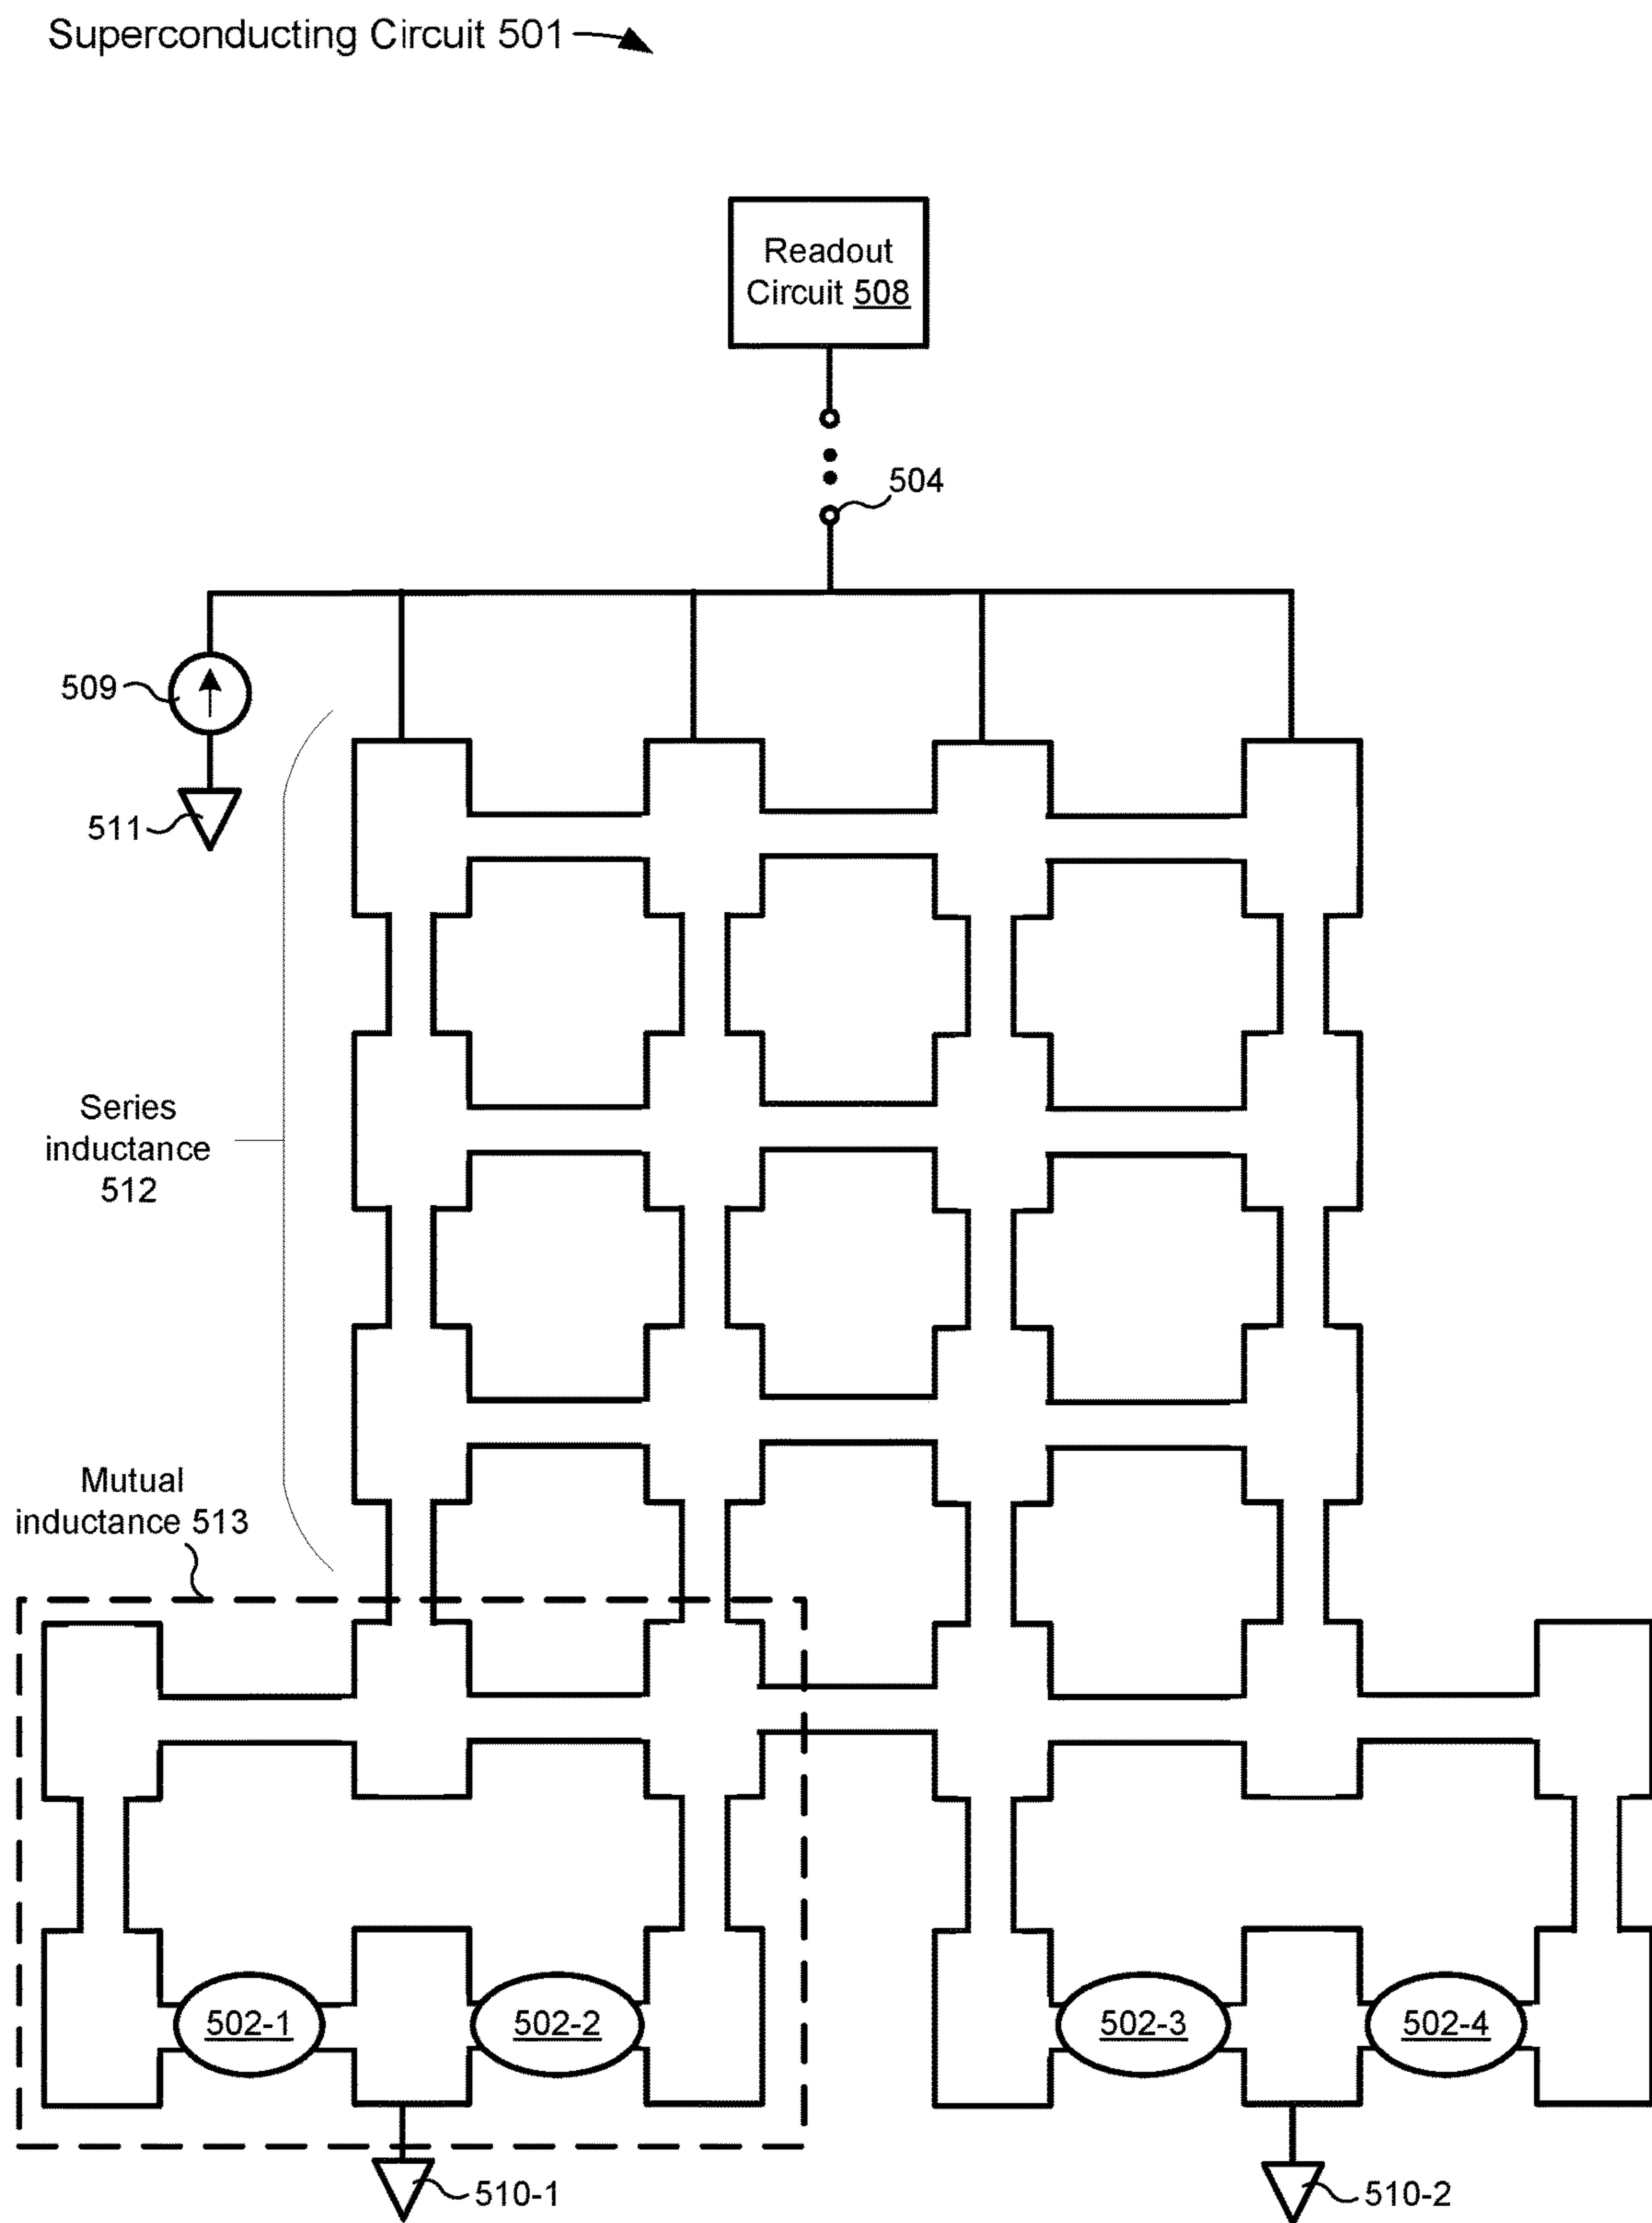 Superconducting Circuit 501
Readout
Circuit 508
504
509
511
Series
inductance
512
Mutual
inductance 513
502-1
502-2
502-3
502-4
510-1
510-2